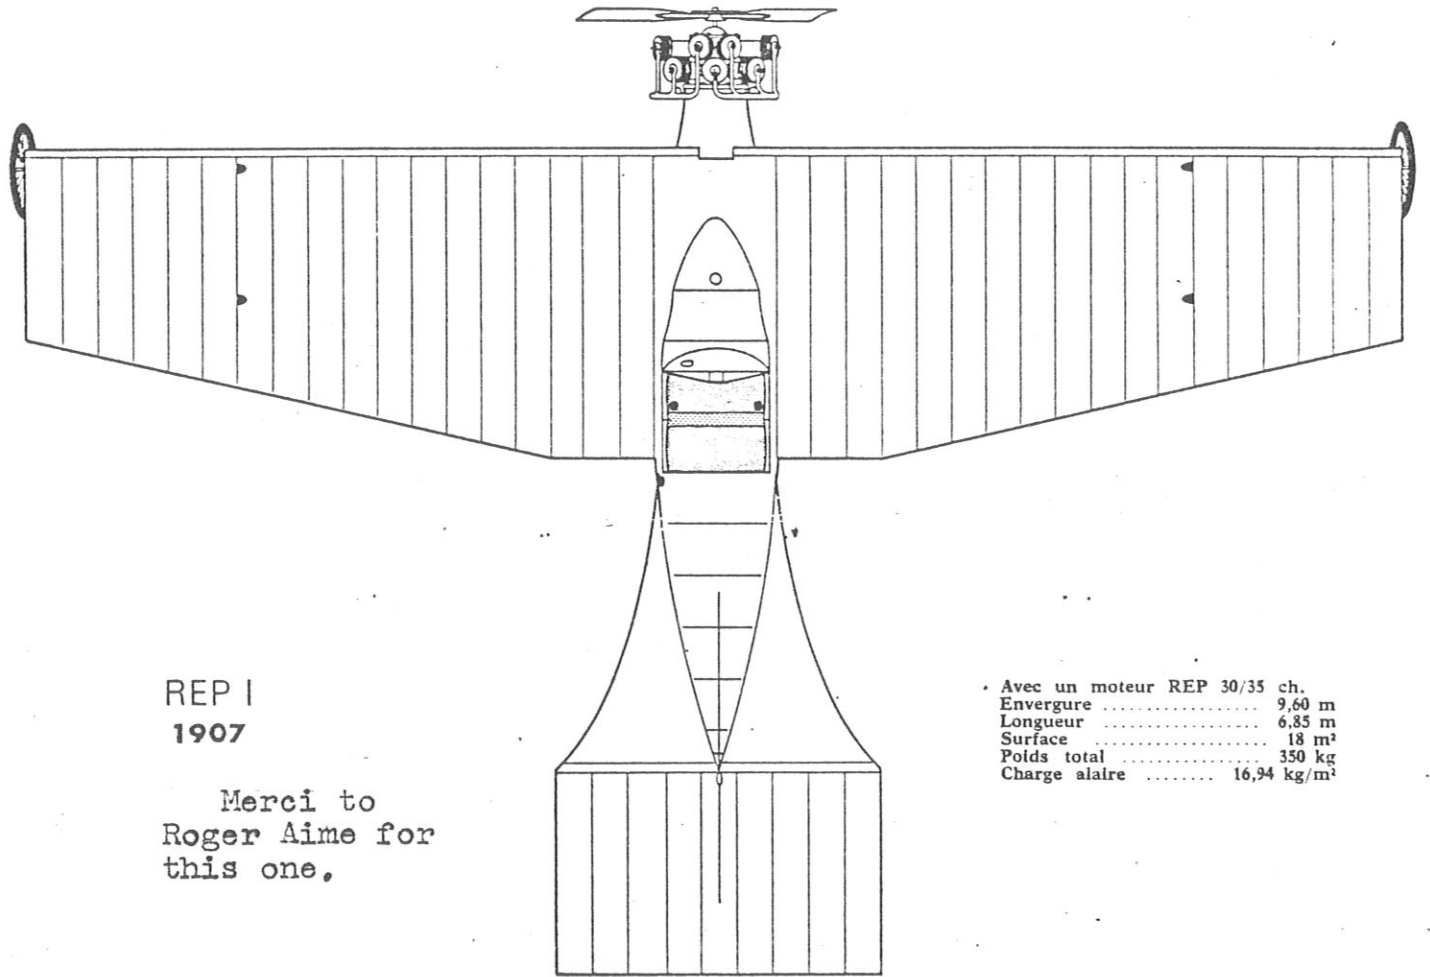 REP I
1907
Merci to
Roger Aime for
this one.
Avec un moteur REP 30/35 ch.
Envergure .................. 9,60 m
Longueur .................. 6,85 m
Surface .................... 18 m²
Poids total ................ 350 kg
Charge alaire ........ 16,94 kg/m²